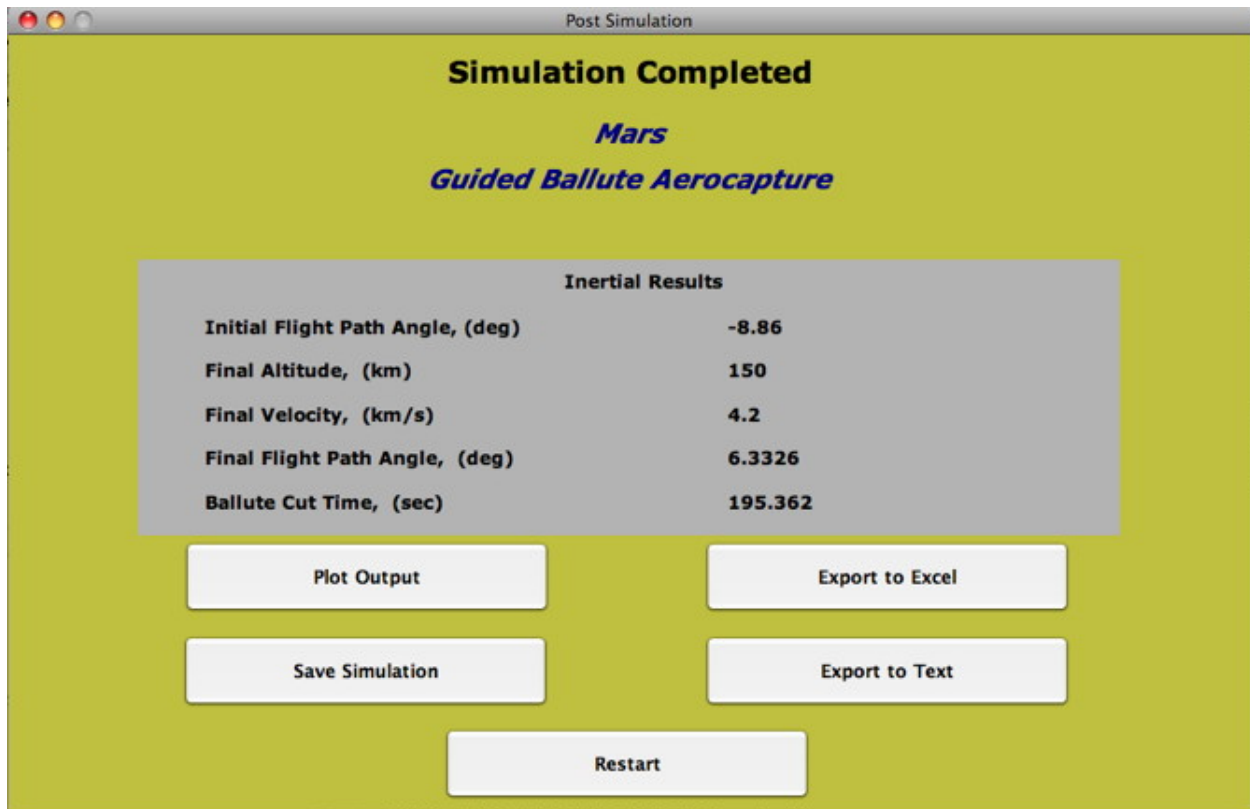 Post Simulation
Simulation Completed
Mars
Guided Ballute Aerocapture
Inertial Results
Initial Flight Path Angle, (deg) -8.86
Final Altitude, (km) 150
Final Velocity, (km/s) 4.2
Final Flight Path Angle, (deg) 6.3326
Ballute Cut Time, (sec) 195.362
Plot Output Export to Excel
Save Simulation Export to Text
Restart